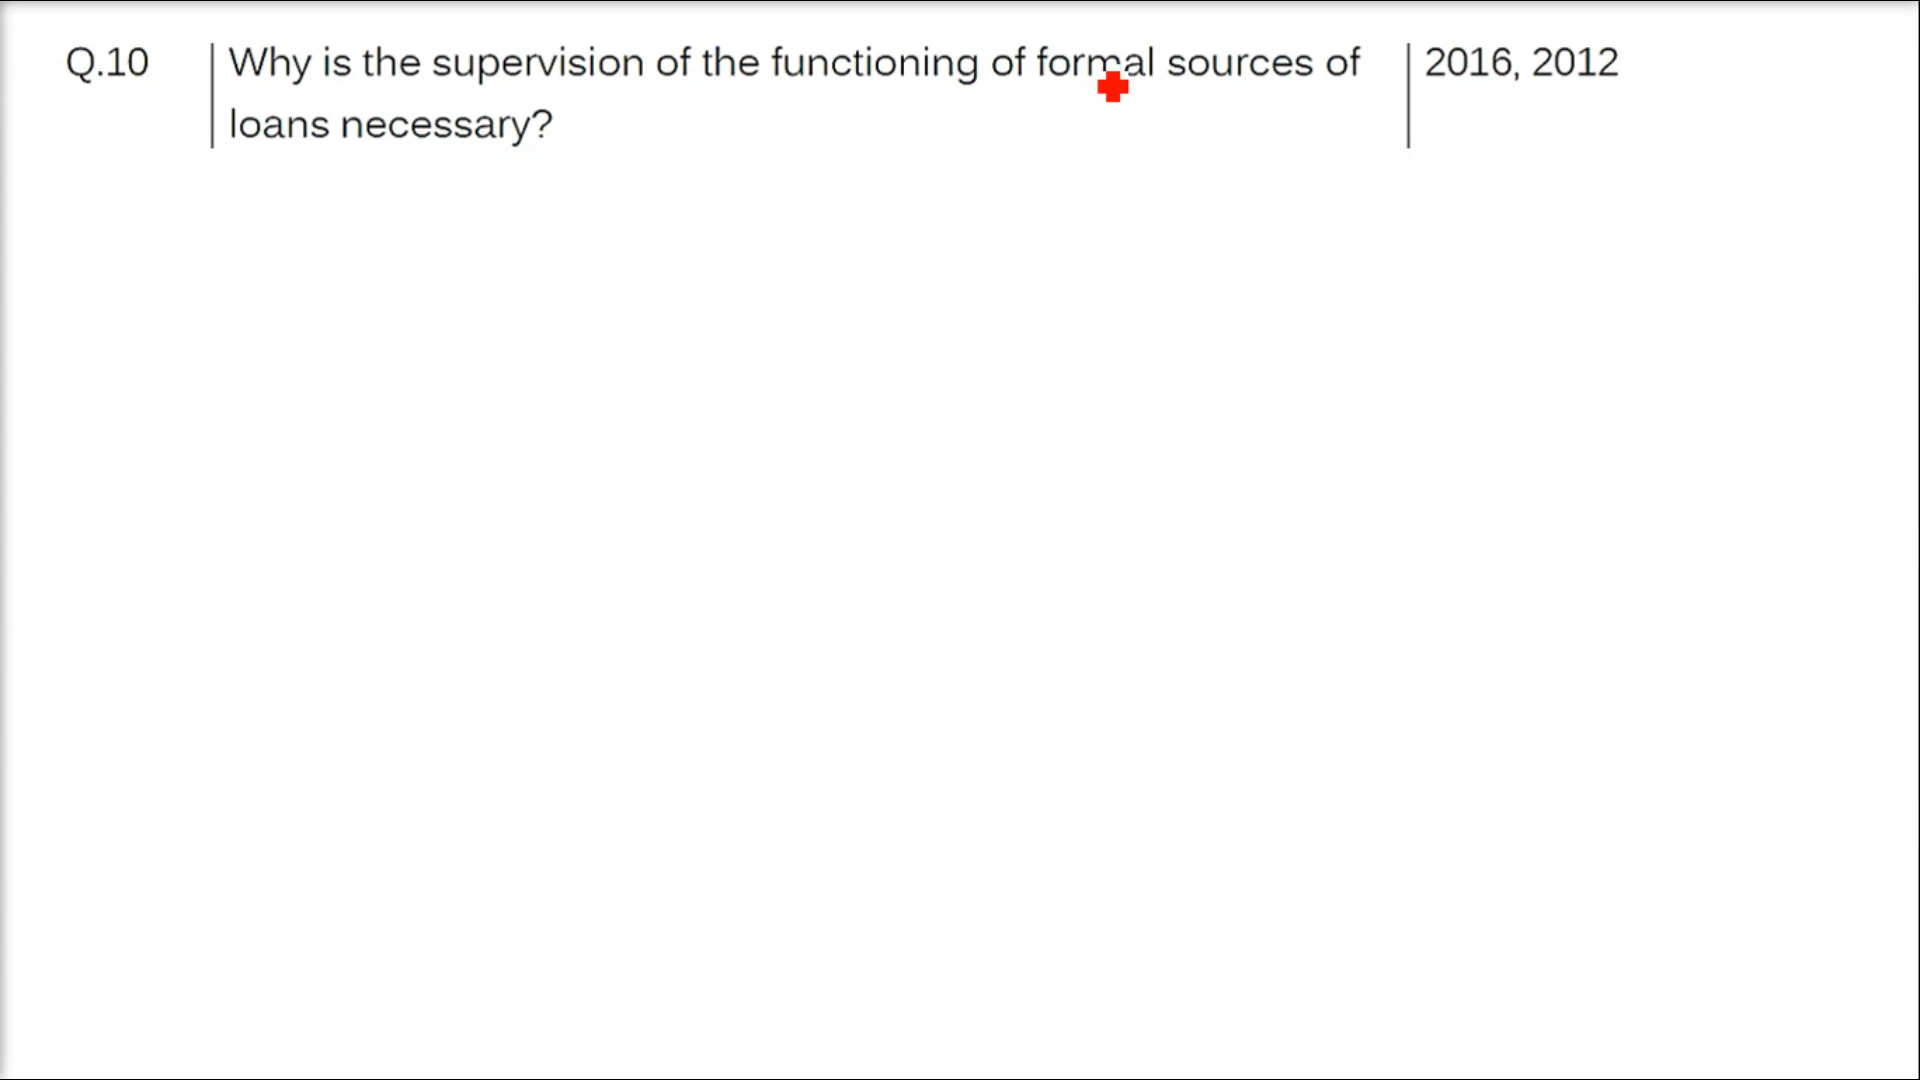 Q.10 Why is the supervision of the functioning of formal sources of 2016, 2012
loans necessary?